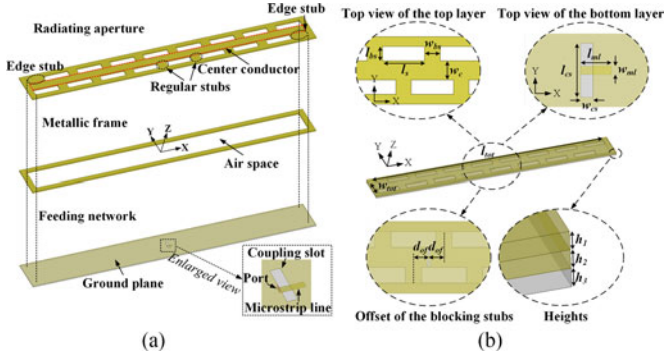 Edge stub
Radiating aperture
Edge stub
Center conductor
Regular stubs
Metallic frame
Y Z X
Air space
Feeding network
Enlarged view
Coupling slot
Port
Microstrip line
Ground plane
(a)
Top view of the top layer
Top view of the bottom layer
l_bs w_bs
l_s w_c
Y X
l_ml
l_cs w_ml
w_cs
Y X
Y Z X
l_tot
w_tot
d_of d_of
h_1
h_2
h_3
Offset of the blocking stubs
Heights
(b)